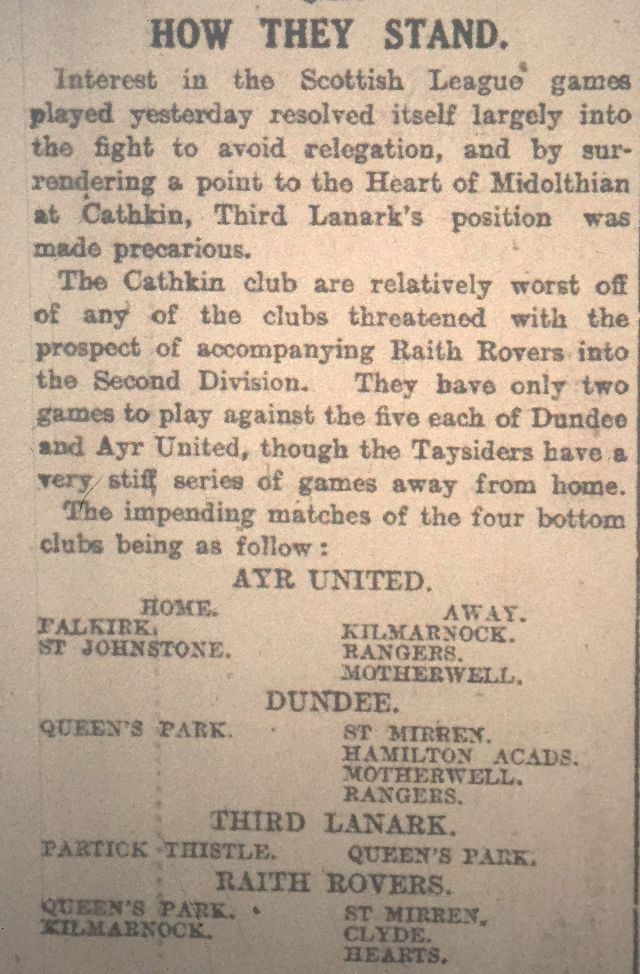 HOW THEY STAND.
Interest in the Scottish League games
played yesterday resolved itself largely into
the fight to avoid relegation, and by sur-
rendering a point to the Heart of Midolthian
at Cathkin, Third Lanark's position was
made precarious.
The Cathkin club are relatively worst off
of any of the clubs threatened with the
prospect of accompanying Raith Rovers into
the Second Division. They have only two
games to play against the five each of Dundee
and Ayr United, though the Taysiders have a
very stiff series of games away from home.
The impending matches of the four bottom
clubs being as follow:
AYR UNITED.
HOME. AWAY.
FALKIRK. KILMARNOCK.
ST JOHNSTONE. RANGERS.
MOTHERWELL.
DUNDEE.
QUEEN'S PARK. ST MIRREN.
HAMILTON ACADS.
MOTHERWELL.
RANGERS.
THIRD LANARK.
PARTICK THISTLE. QUEEN'S PARK.
RAITH ROVERS.
QUEEN'S PARK. ST MIRREN.
KILMARNOCK. CLYDE.
HEARTS.